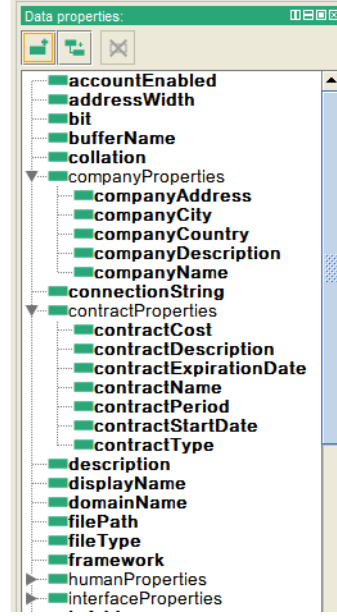 Data properties:
accountEnabled
addressWidth
bit
bufferName
collation
companyProperties
companyAddress
companyCity
companyCountry
companyDescription
companyName
connectionString
contractProperties
contractCost
contractDescription
contractExpirationDate
contractName
contractPeriod
contractStartDate
contractType
description
displayName
domainName
filePath
fileType
framework
humanProperties
interfaceProperties